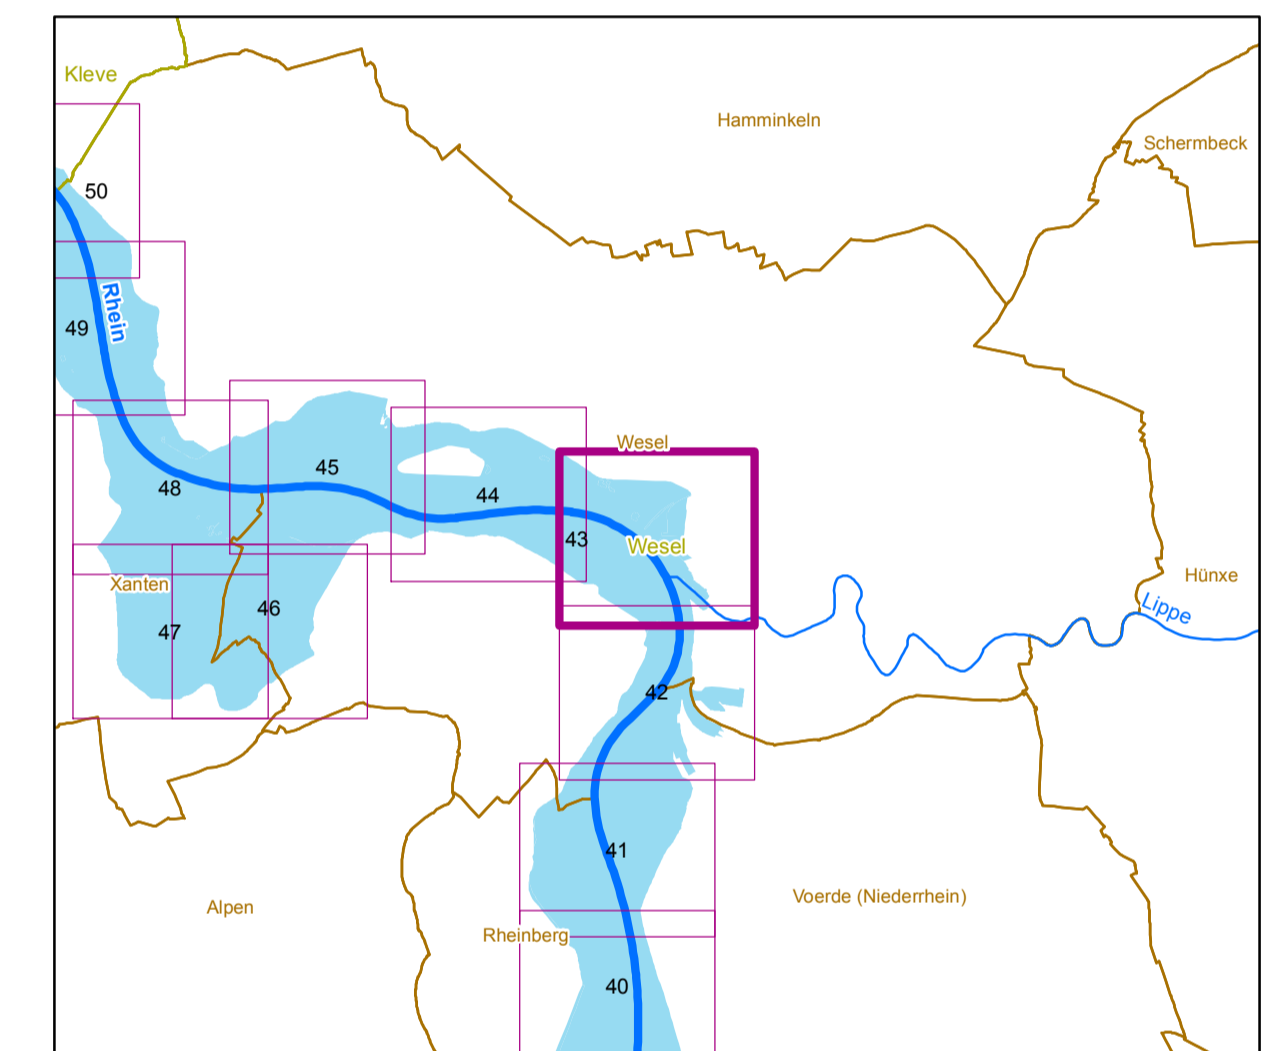 Kleve
Hamminkeln
Schermbeck
50
Rhein
49
Wesel
45
48
44
43
Wesel
Hünxe
Xanten
46
Lippe
47
42
41
Voerde (Niederrhein)
Alpen
Rheinberg
40